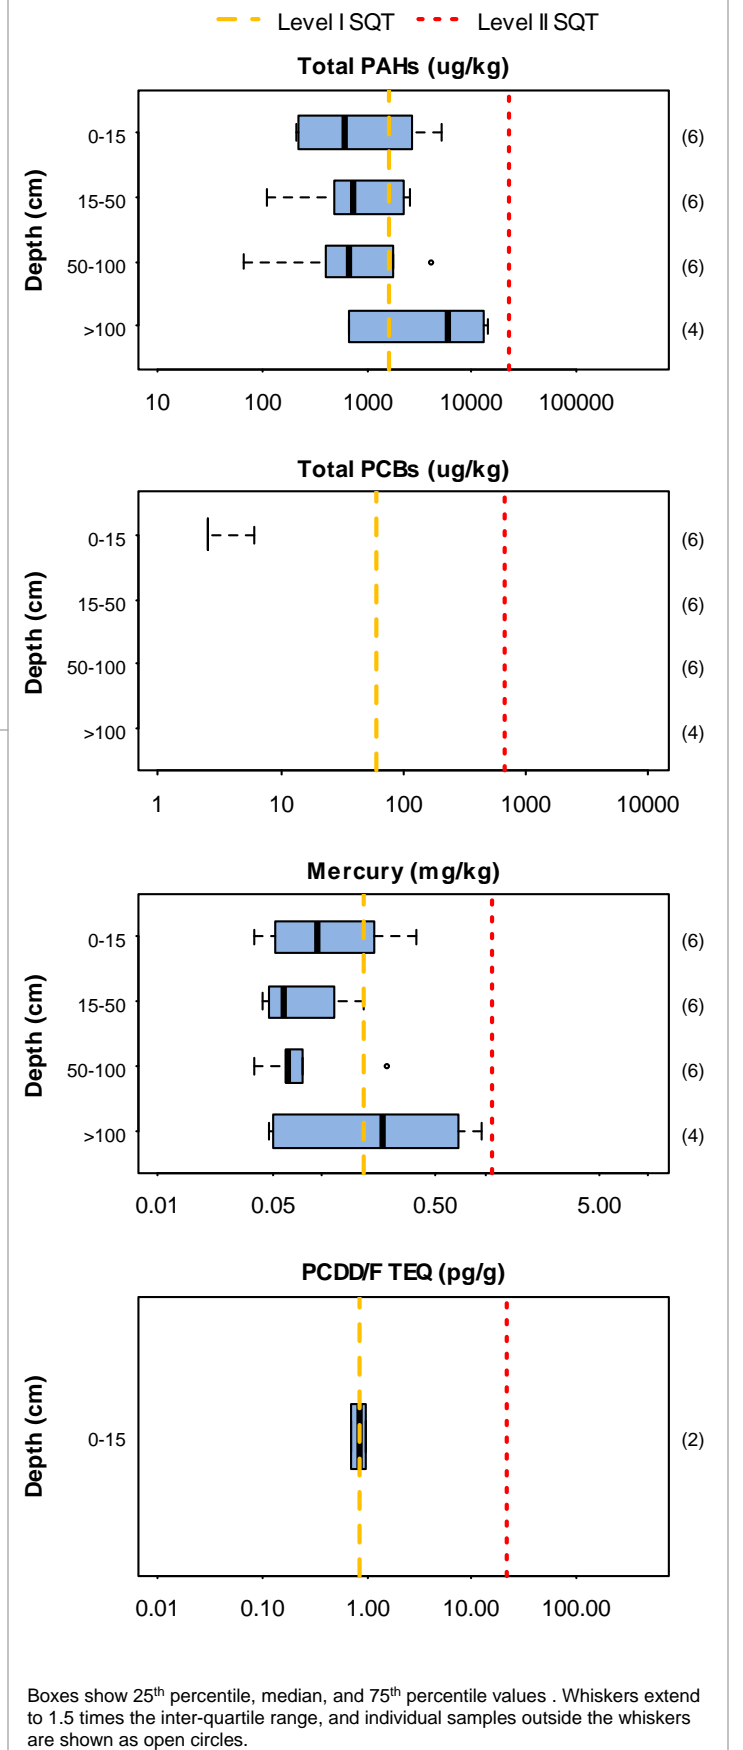 Level I SQT Level II SQT
Total PAHs (ug/kg)
Depth (cm)
0-15 (6)
15-50 (6)
50-100 (6)
>100 (4)
10 100 1000 10000 100000
Total PCBs (ug/kg)
Depth (cm)
0-15 (6)
15-50 (6)
50-100 (6)
>100 (4)
1 10 100 1000 10000
Mercury (mg/kg)
Depth (cm)
0-15 (6)
15-50 (6)
50-100 (6)
>100 (4)
0.01 0.05 0.50 5.00
PCDD/F TEQ (pg/g)
Depth (cm)
0-15 (2)
0.01 0.10 1.00 10.00 100.00
Boxes show 25th percentile, median, and 75th percentile values . Whiskers extend
to 1.5 times the inter-quartile range, and individual samples outside the whiskers
are shown as open circles.